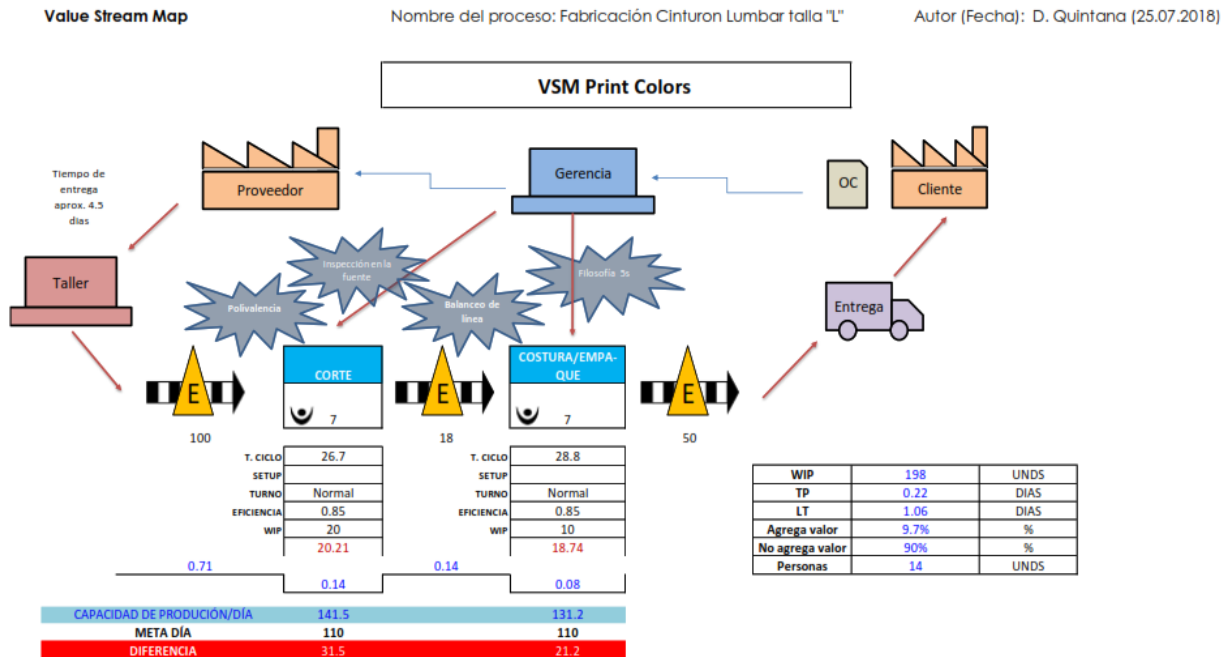 Value Stream Map
Nombre del proceso: Fabricación Cinturon Lumbar talla "L"
Autor (Fecha): D. Quintana (25.07.2018)
VSM Print Colors
Tiempo de
entrega
aprox. 4.5
dias
Proveedor
Gerencia
OC
Cliente
Taller
Inspección en la
fuente
Filosofía 5s
Polivalencia
Balanceo de
línea
Entrega
E
CORTE
7
E
COSTURA/EMPA-
QUE
7
E
100
18
50
T. CICLO 26.7
SETUP
TURNO Normal
EFICIENCIA 0.85
WIP 20
20.21
T. CICLO 28.8
SETUP
TURNO Normal
EFICIENCIA 0.85
WIP 10
18.74
WIP 198 UNDS
TP 0.22 DIAS
LT 1.06 DIAS
Agrega valor 9.7% %
No agrega valor 90% %
Personas 14 UNDS
0.71 0.14
0.14 0.08
CAPACIDAD DE PRODUCIÓN/DÍA 141.5 131.2
META DÍA 110 110
DIFERENCIA 31.5 21.2